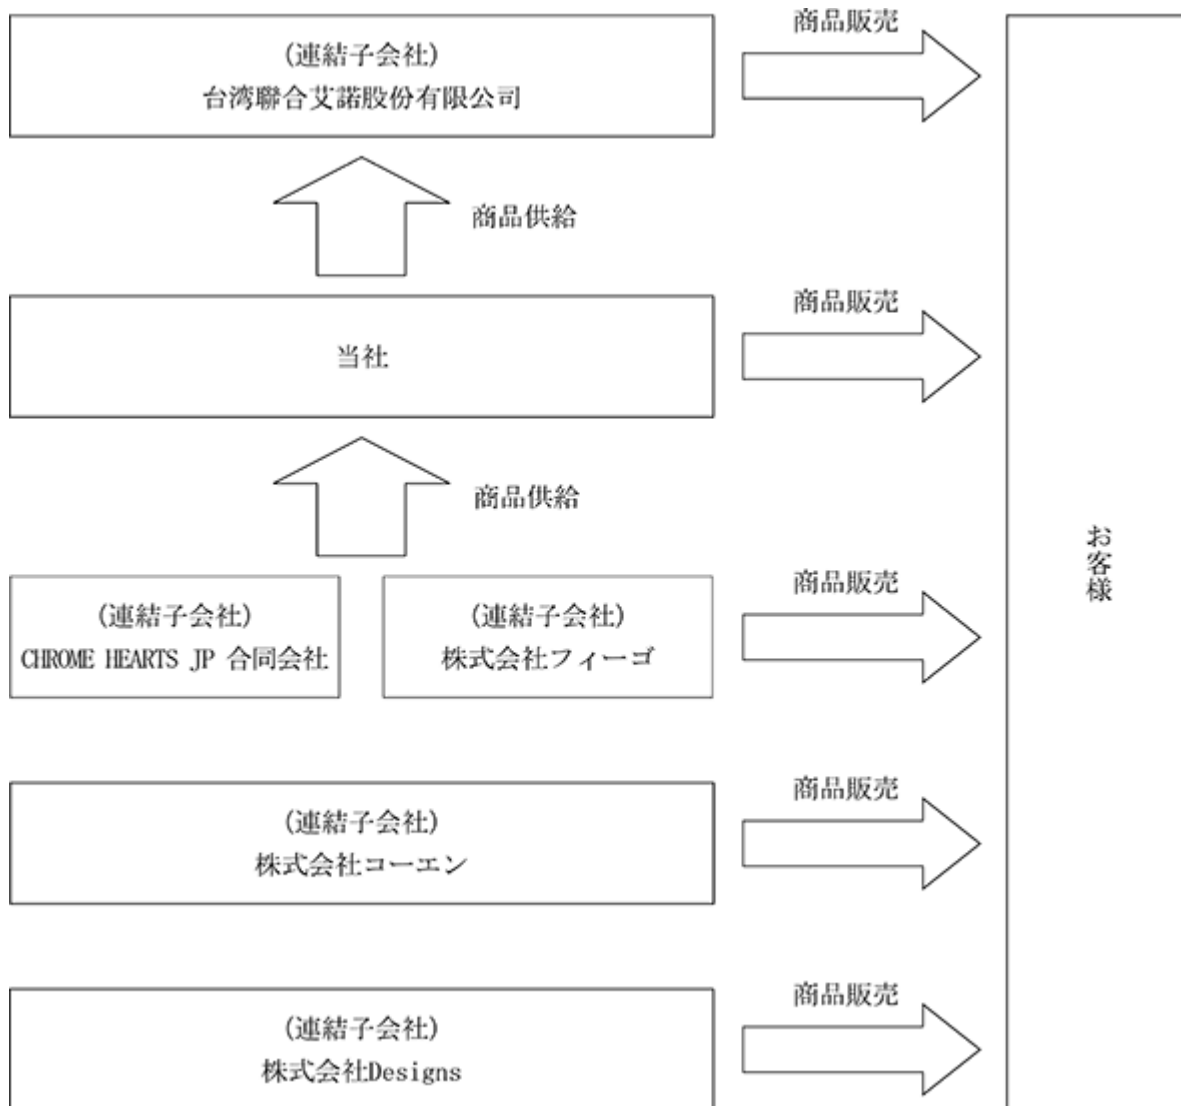 (連結子会社)
台湾聯合艾諾股份有限公司
商品販売
商品供給
当社
商品販売
商品供給
(連結子会社)
CHROME HEARTS JP 合同会社
(連結子会社)
株式会社フィーゴ
商品販売
(連結子会社)
株式会社コーエン
商品販売
(連結子会社)
株式会社Designs
商品販売
お客様